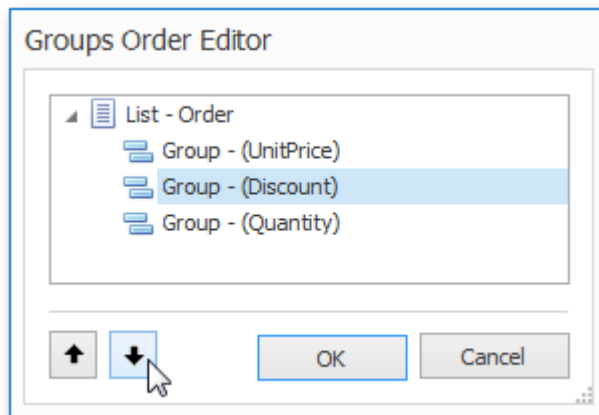 Groups Order Editor
List - Order
Group - (UnitPrice)
Group - (Discount)
Group - (Quantity)
OK Cancel